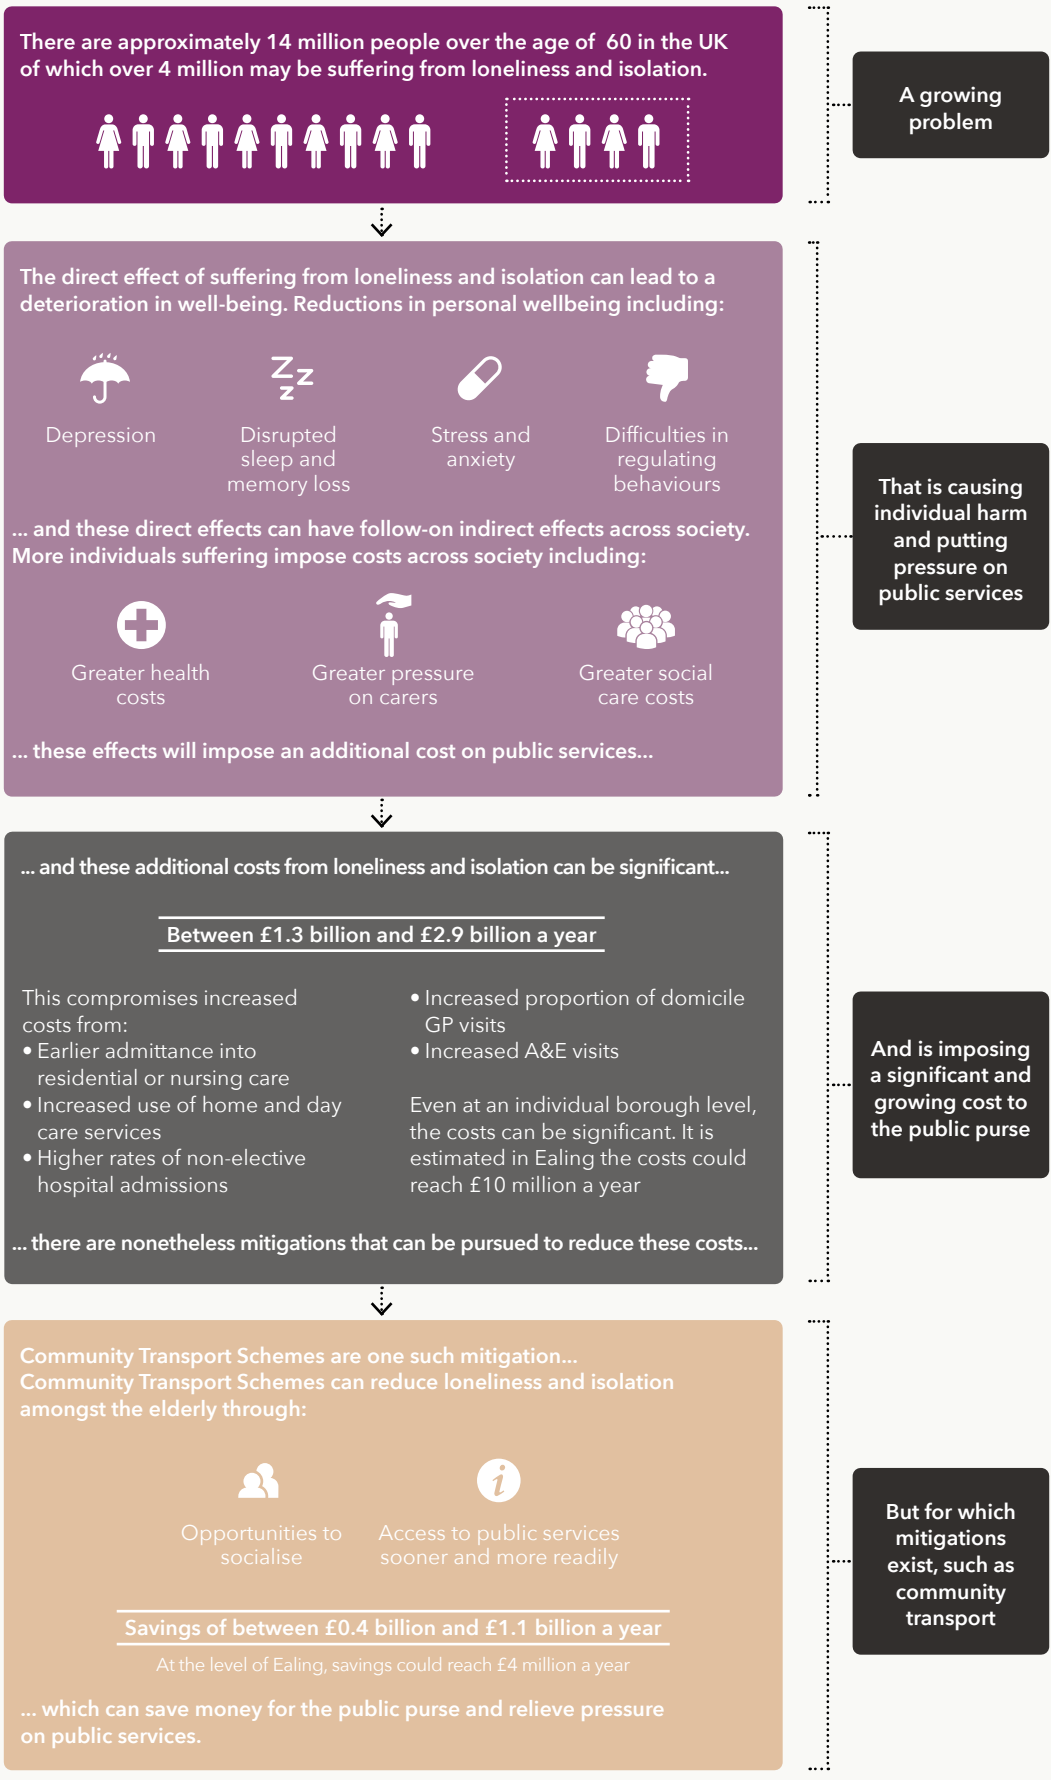 There are approximately 14 million people over the age of 60 in the UK
of which over 4 million may be suffering from loneliness and isolation.
A growing
problem
The direct effect of suffering from loneliness and isolation can lead to a
deterioration in well-being. Reductions in personal wellbeing including:
Depression
Disrupted
sleep and
memory loss
Stress and
anxiety
Difficulties in
regulating
behaviours
... and these direct effects can have follow-on indirect effects across society.
More individuals suffering impose costs across society including:
Greater health
costs
Greater pressure
on carers
Greater social
care costs
... these effects will impose an additional cost on public services...
That is causing
individual harm
and putting
pressure on
public services
... and these additional costs from loneliness and isolation can be significant...
Between £1.3 billion and £2.9 billion a year
This compromises increased
costs from:
• Earlier admittance into
residential or nursing care
• Increased use of home and day
care services
• Higher rates of non-elective
hospital admissions
• Increased proportion of domicile
GP visits
• Increased A&E visits
Even at an individual borough level,
the costs can be significant. It is
estimated in Ealing the costs could
reach £10 million a year
... there are nonetheless mitigations that can be pursued to reduce these costs...
And is imposing
a significant and
growing cost to
the public purse
Community Transport Schemes are one such mitigation...
Community Transport Schemes can reduce loneliness and isolation
amongst the elderly through:
Opportunities to
socialise
i
Access to public services
sooner and more readily
Savings of between £0.4 billion and £1.1 billion a year
At the level of Ealing, savings could reach £4 million a year
... which can save money for the public purse and relieve pressure
on public services.
But for which
mitigations
exist, such as
community
transport
z z z